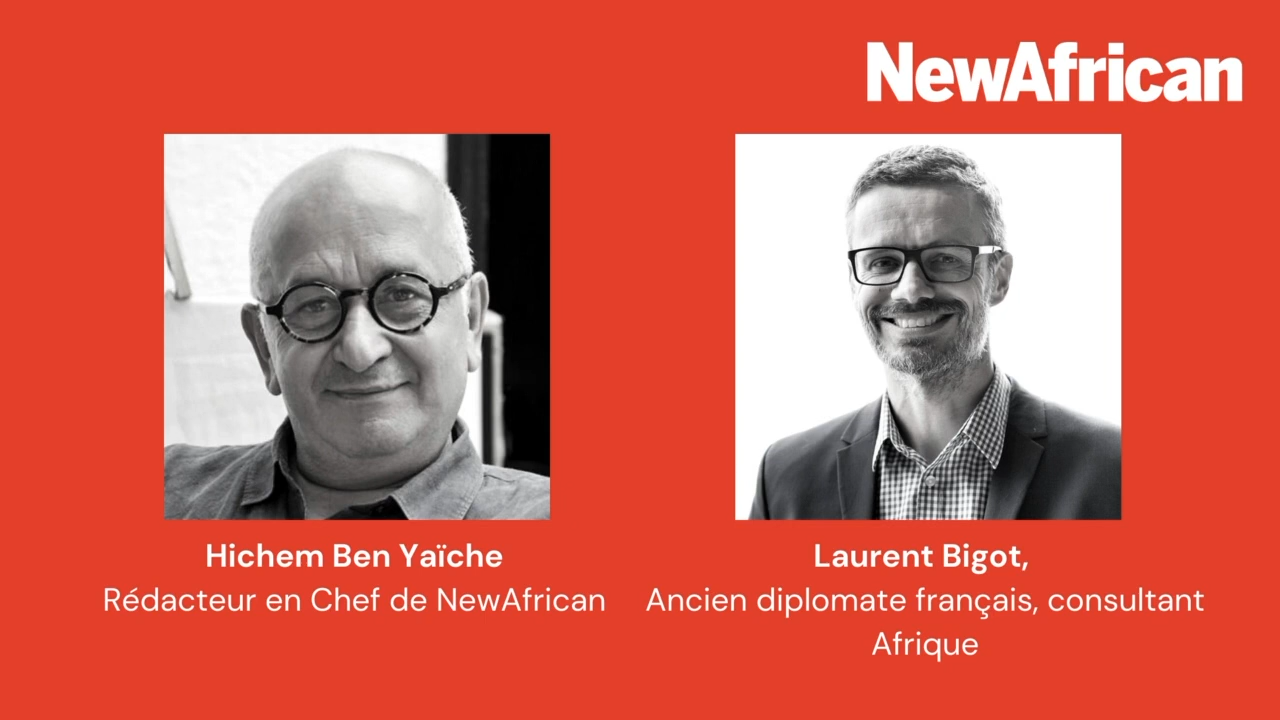 NewAfrican
Hichem Ben Yaïche
Rédacteur en Chef de NewAfrican
Laurent Bigot,
Ancien diplomate français, consultant
Afrique